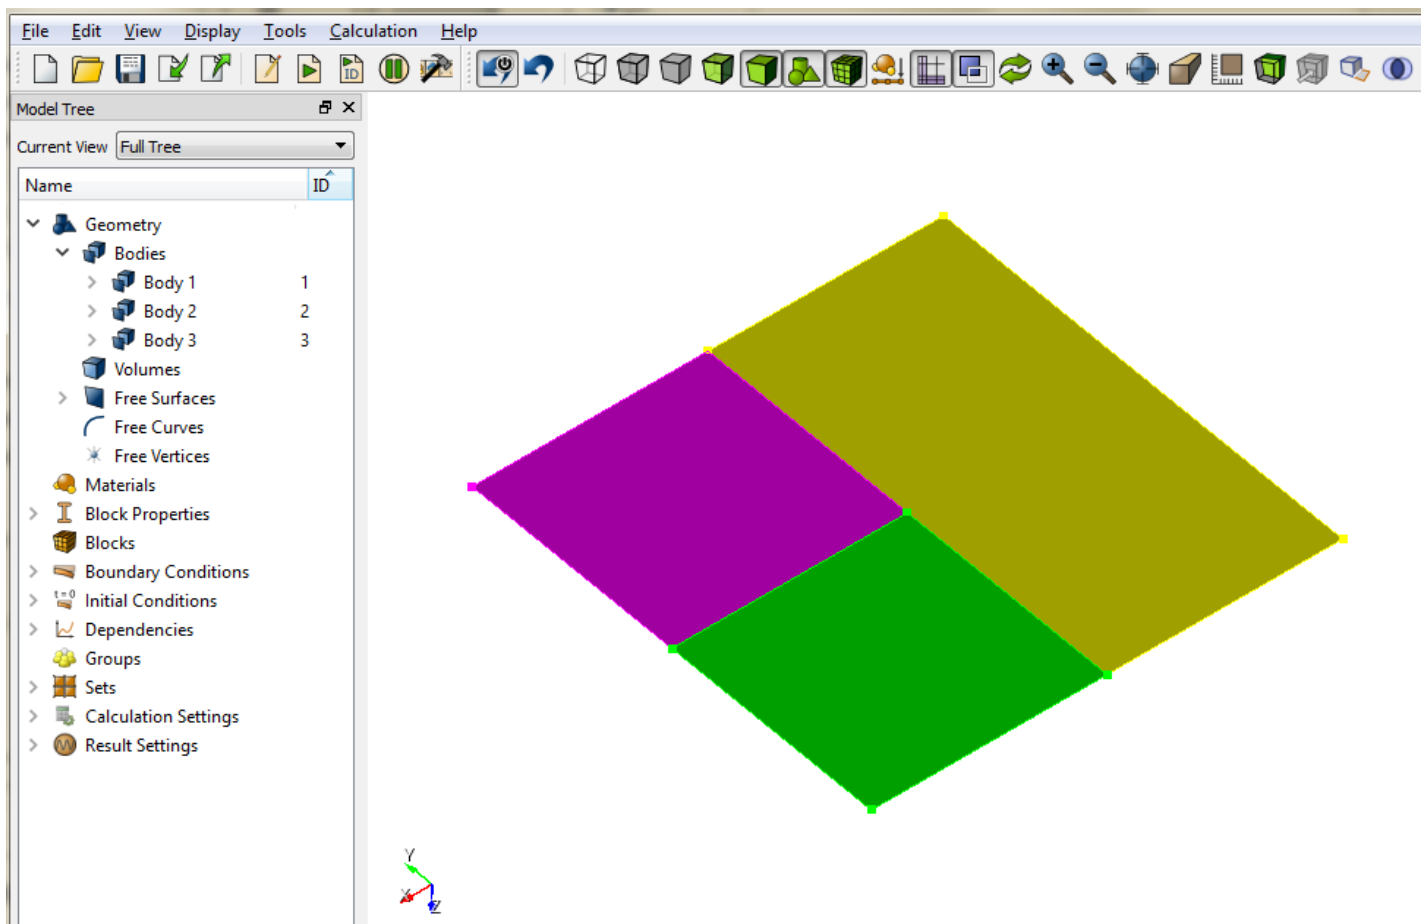 File Edit View Display Tools Calculation Help
ID
Model Tree
Current View Full Tree
Name ID
Geometry
Bodies
Body 1 1
Body 2 2
Body 3 3
Volumes
Free Surfaces
Free Curves
Free Vertices
Materials
Block Properties
Blocks
Boundary Conditions
t=0
Initial Conditions
Dependencies
Groups
Sets
Calculation Settings
Result Settings
Y
X
Z